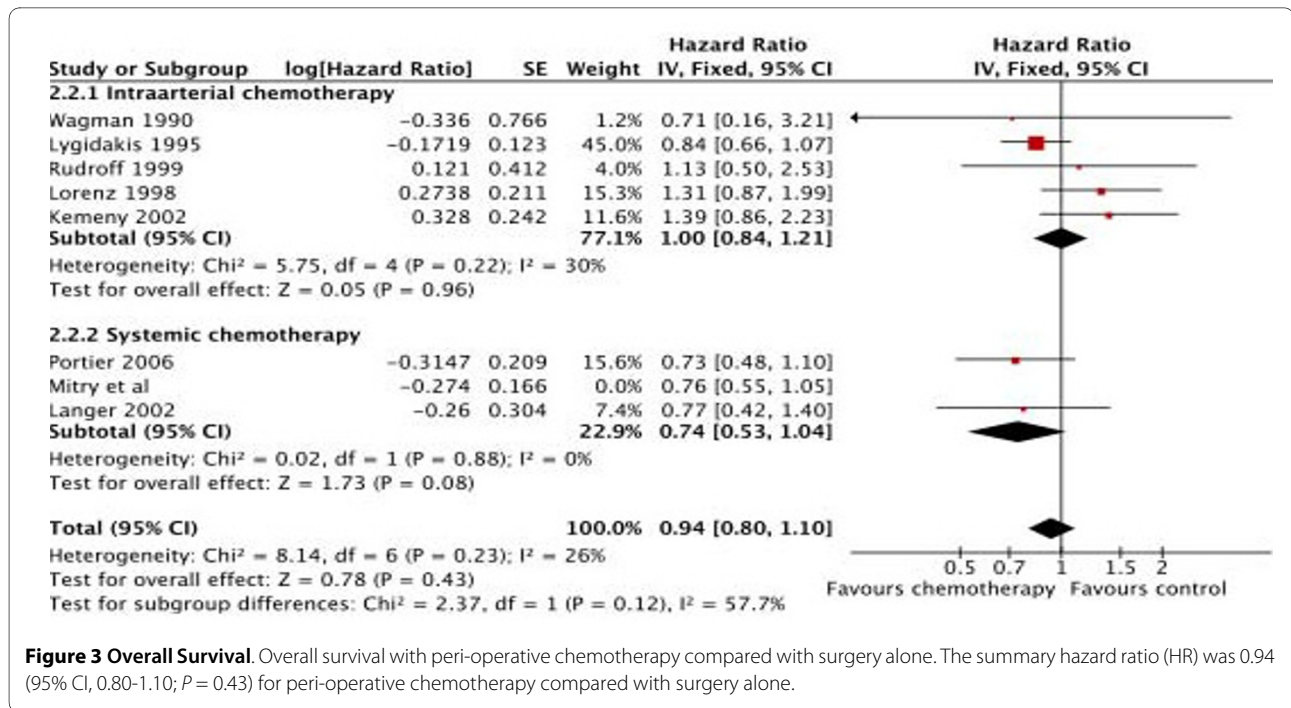 Hazard Ratio Hazard Ratio
Study or Subgroup log[Hazard Ratio] SE Weight IV, Fixed, 95% CI IV, Fixed, 95% CI
2.2.1 Intraarterial chemotherapy
Wagman 1990 −0.336 0.766 1.2% 0.71 [0.16, 3.21]
Lygidakis 1995 −0.1719 0.123 45.0% 0.84 [0.66, 1.07]
Rudroff 1999 0.121 0.412 4.0% 1.13 [0.50, 2.53]
Lorenz 1998 0.2738 0.211 15.3% 1.31 [0.87, 1.99]
Kemeny 2002 0.328 0.242 11.6% 1.39 [0.86, 2.23]
Subtotal (95% CI) 77.1% 1.00 [0.84, 1.21]
Heterogeneity: Chi² = 5.75, df = 4 (P = 0.22); I² = 30%
Test for overall effect: Z = 0.05 (P = 0.96)
2.2.2 Systemic chemotherapy
Portier 2006 −0.3147 0.209 15.6% 0.73 [0.48, 1.10]
Mitry et al −0.274 0.166 0.0% 0.76 [0.55, 1.05]
Langer 2002 −0.26 0.304 7.4% 0.77 [0.42, 1.40]
Subtotal (95% CI) 22.9% 0.74 [0.53, 1.04]
Heterogeneity: Chi² = 0.02, df = 1 (P = 0.88); I² = 0%
Test for overall effect: Z = 1.73 (P = 0.08)
Total (95% CI) 100.0% 0.94 [0.80, 1.10]
Heterogeneity: Chi² = 8.14, df = 6 (P = 0.23); I² = 26%
Test for overall effect: Z = 0.78 (P = 0.43)
Test for subgroup differences: Chi² = 2.37, df = 1 (P = 0.12), I² = 57.7%
0.5 0.7 1 1.5 2
Favours chemotherapy Favours control
Figure 3 Overall Survival. Overall survival with peri-operative chemotherapy compared with surgery alone. The summary hazard ratio (HR) was 0.94
(95% CI, 0.80-1.10; P = 0.43) for peri-operative chemotherapy compared with surgery alone.